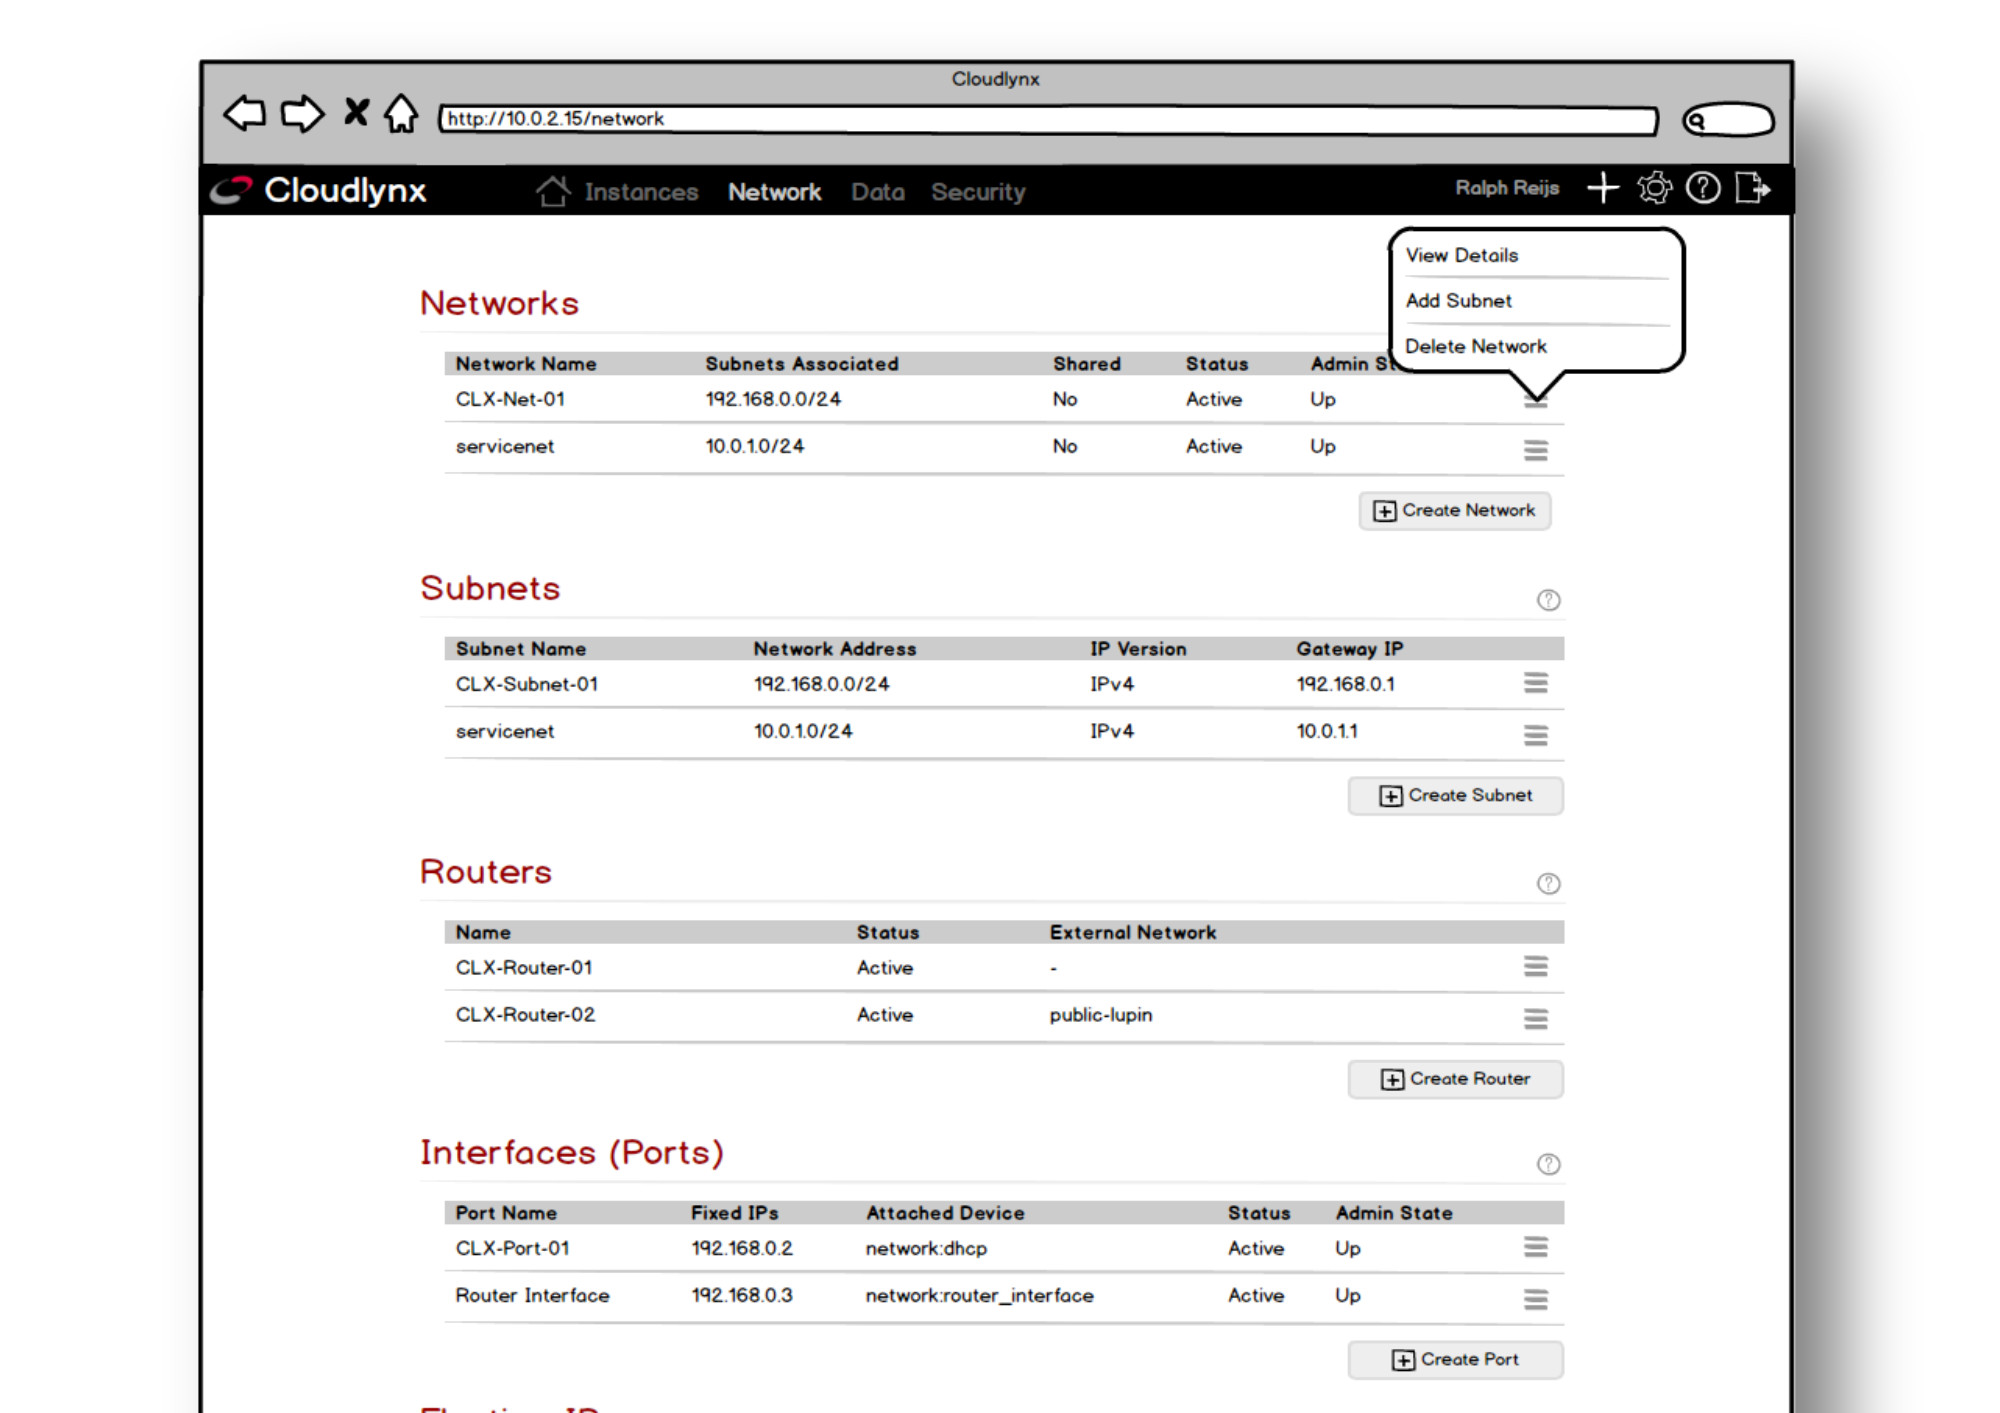 Cloudlynx
http://10.0.2.15/network
Cloudlynx Instances Network Data Security Ralph Reijs
View Details
Add Subnet
Delete Network
Networks
Network Name Subnets Associated Shared Status Admin
CLX-Net-01 192.168.0.0/24 No Active Up
servicenet 10.0.1.0/24 No Active Up
Create Network
Subnets
Subnet Name Network Address IP Version Gateway IP
CLX-Subnet-01 192.168.0.0/24 IPv4 192.168.0.1
servicenet 10.0.1.0/24 IPv4 10.0.1.1
Create Subnet
Routers
Name Status External Network
CLX-Router-01 Active -
CLX-Router-02 Active public-lupin
Create Router
Interfaces (Ports)
Port Name Fixed IPs Attached Device Status Admin State
CLX-Port-01 192.168.0.2 network:dhcp Active Up
Router Interface 192.168.0.3 network:router_interface Active Up
Create Port